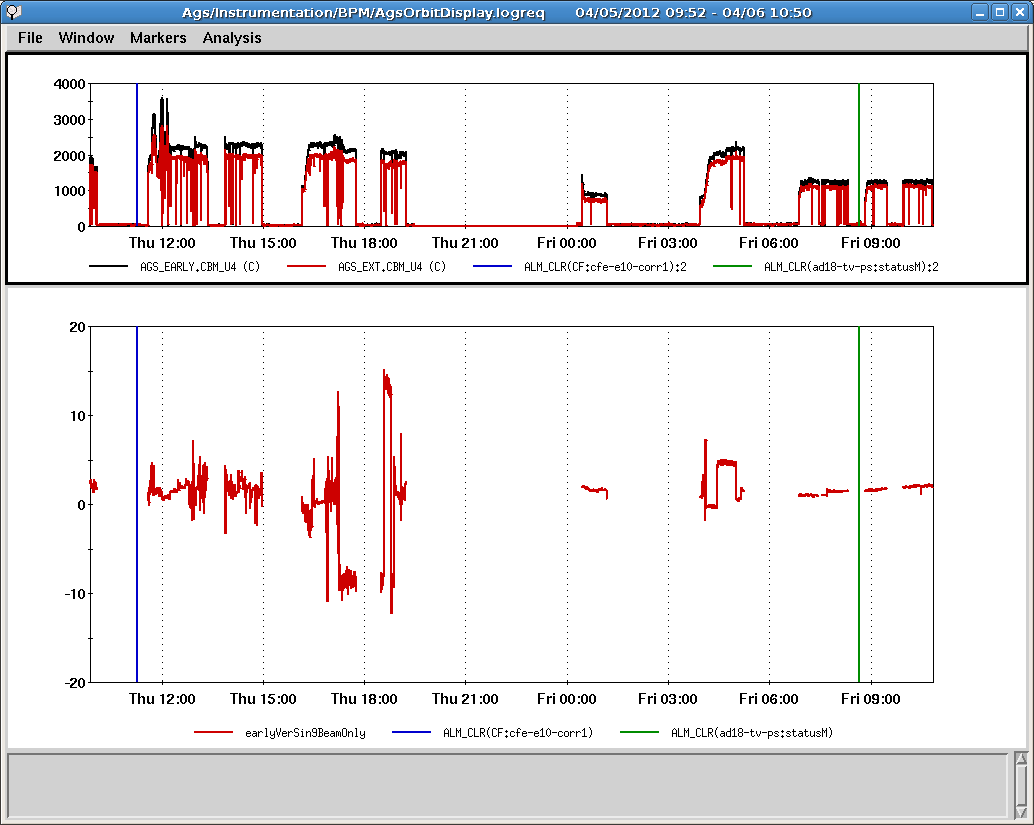 Ags/Instrumentation/BPM/AgsOrbitDisplay.logreq 04/05/2012 09:52 - 04/06 10:50
File Window Markers Analysis
4000
3000
2000
1000
0
Thu 12:00 Thu 15:00 Thu 18:00 Thu 21:00 Fri 00:00 Fri 03:00 Fri 06:00 Fri 09:00
AGS_EARLY.CBM_U4 (C) AGS_EXT.CBM_U4 (C) ALM_CLR(CF:cfe-e10-corr1):2 ALM_CLR(ad18-tv-ps:statusM):2
20
10
0
-10
-20
Thu 12:00 Thu 15:00 Thu 18:00 Thu 21:00 Fri 00:00 Fri 03:00 Fri 06:00 Fri 09:00
earlyVerSin9BeamOnly ALM_CLR(CF:cfe-e10-corr1) ALM_CLR(ad18-tv-ps:statusM)